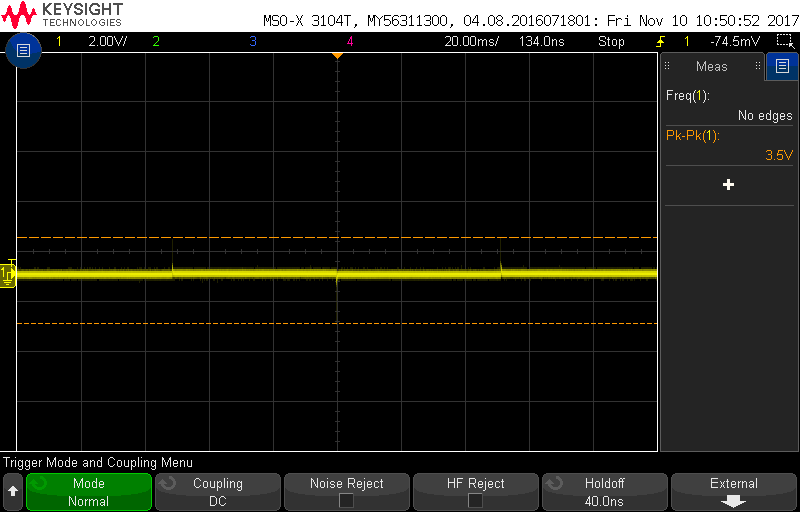 KEYSIGHT
TECHNOLOGIES
MSO-X 3104T, MY56311300, 04.08.2016071801: Fri Nov 10 10:50:52 2017
1 2.00V/ 2 3 4 20.00ms/ 134.0ns Stop 1 -74.5mV
Meas
Freq(1):
No edges
Pk-Pk(1):
3.5V
T
1
Trigger Mode and Coupling Menu
Mode
Normal
Coupling
DC
Noise Reject
HF Reject
Holdoff
40.0ns
External